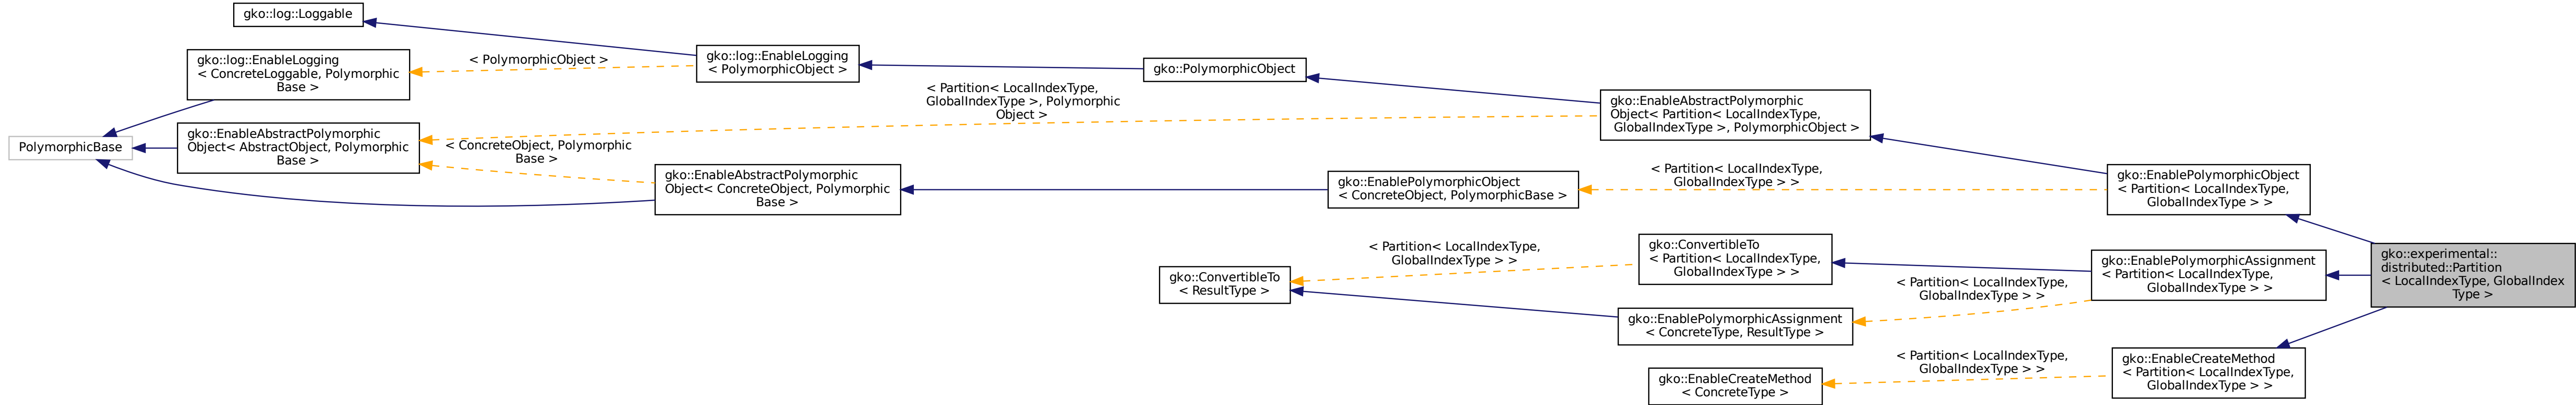 gko::log::Loggable
gko::log::EnableLogging
< ConcreteLoggable, Polymorphic
Base >
< PolymorphicObject >
gko::log::EnableLogging
< PolymorphicObject >
gko::PolymorphicObject
< Partition< LocalIndexType,
GlobalIndexType >, Polymorphic
Object >
gko::EnableAbstractPolymorphic
Object< Partition< LocalIndexType,
GlobalIndexType >, PolymorphicObject >
PolymorphicBase
gko::EnableAbstractPolymorphic
Object< AbstractObject, Polymorphic
Base >
< ConcreteObject, Polymorphic
Base >
gko::EnableAbstractPolymorphic
Object< ConcreteObject, Polymorphic
Base >
gko::EnablePolymorphicObject
< ConcreteObject, PolymorphicBase >
< Partition< LocalIndexType,
GlobalIndexType > >
gko::EnablePolymorphicObject
< Partition< LocalIndexType,
GlobalIndexType > >
gko::ConvertibleTo
< ResultType >
< Partition< LocalIndexType,
GlobalIndexType > >
gko::ConvertibleTo
< Partition< LocalIndexType,
GlobalIndexType > >
gko::EnablePolymorphicAssignment
< Partition< LocalIndexType,
GlobalIndexType > >
gko::experimental::
distributed::Partition
< LocalIndexType, GlobalIndex
Type >
< Partition< LocalIndexType,
GlobalIndexType > >
gko::EnablePolymorphicAssignment
< ConcreteType, ResultType >
< Partition< LocalIndexType,
GlobalIndexType > >
gko::EnableCreateMethod
< ConcreteType >
gko::EnableCreateMethod
< Partition< LocalIndexType,
GlobalIndexType > >